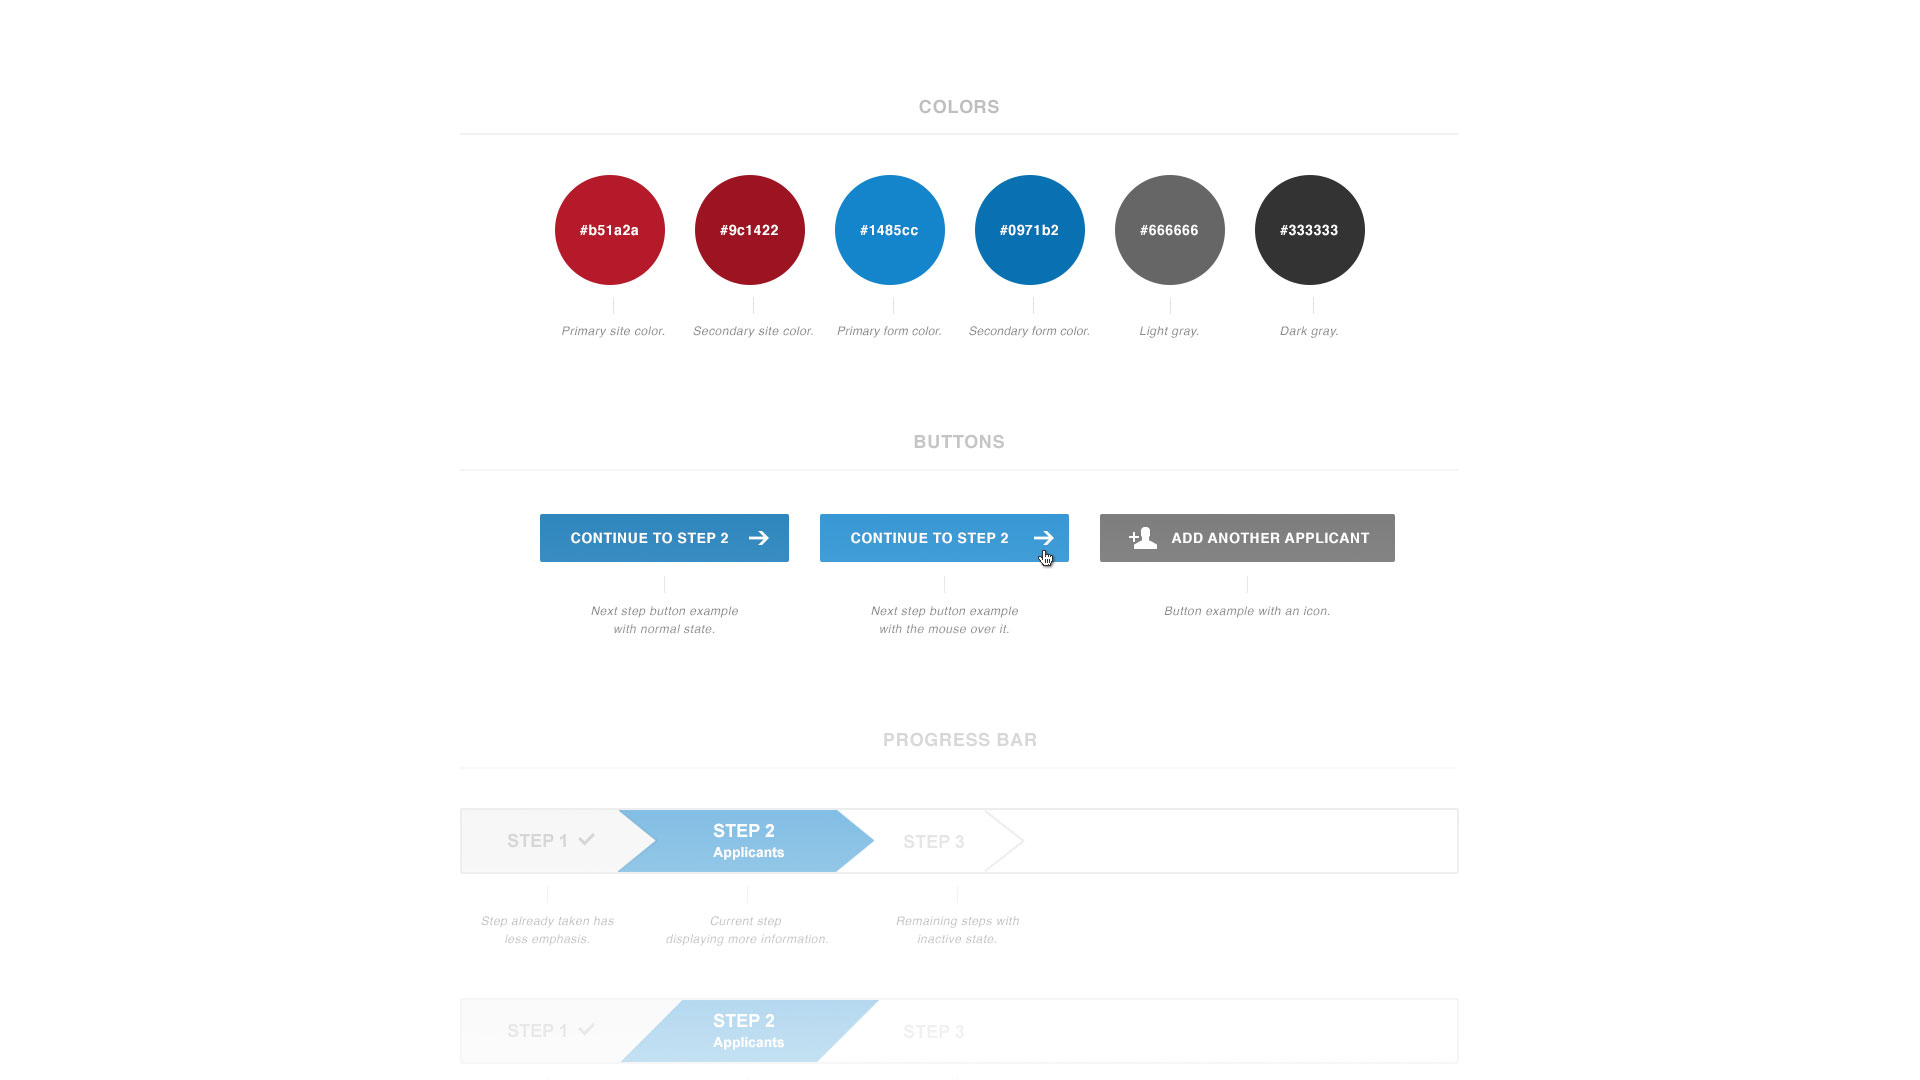 COLORS
#b51a2a #9c1422 #1485cc #0971b2 #666666 #333333
Primary site color. Secondary site color. Primary form color. Secondary form color. Light gray. Dark gray.
BUTTONS
CONTINUE TO STEP 2 CONTINUE TO STEP 2 ADD ANOTHER APPLICANT
Next step button example
with normal state.
Next step button example
with the mouse over it.
Button example with an icon.
PROGRESS BAR
STEP 1
STEP 2
Applicants
STEP 3
Step already taken has
less emphasis.
Current step
displaying more information.
Remaining steps with
inactive state.
STEP 1
STEP 2
Applicants
STEP 3